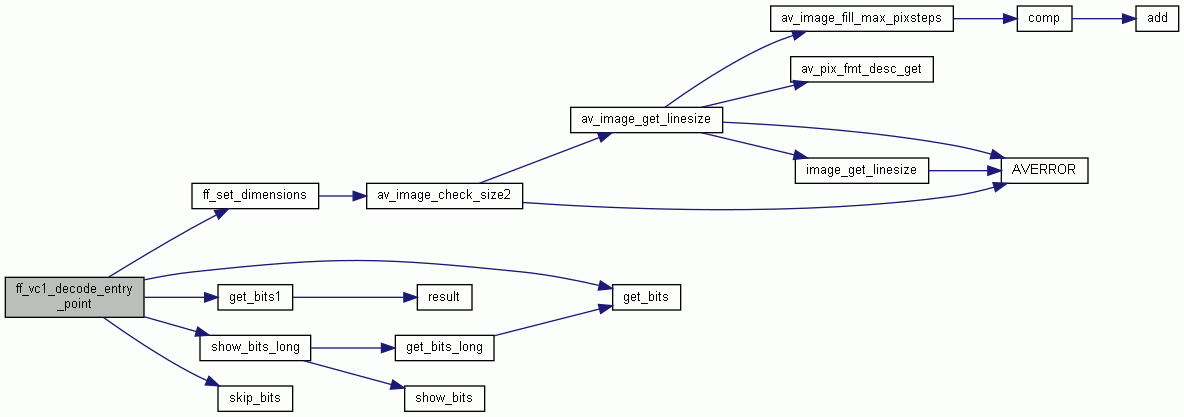 av_image_fill_max_pixsteps
comp
add
av_pix_fmt_desc_get
av_image_get_linesize
image_get_linesize
AVERROR
ff_set_dimensions
av_image_check_size2
ff_vc1_decode_entry
_point
get_bits1
result
get_bits
show_bits_long
get_bits_long
skip_bits
show_bits